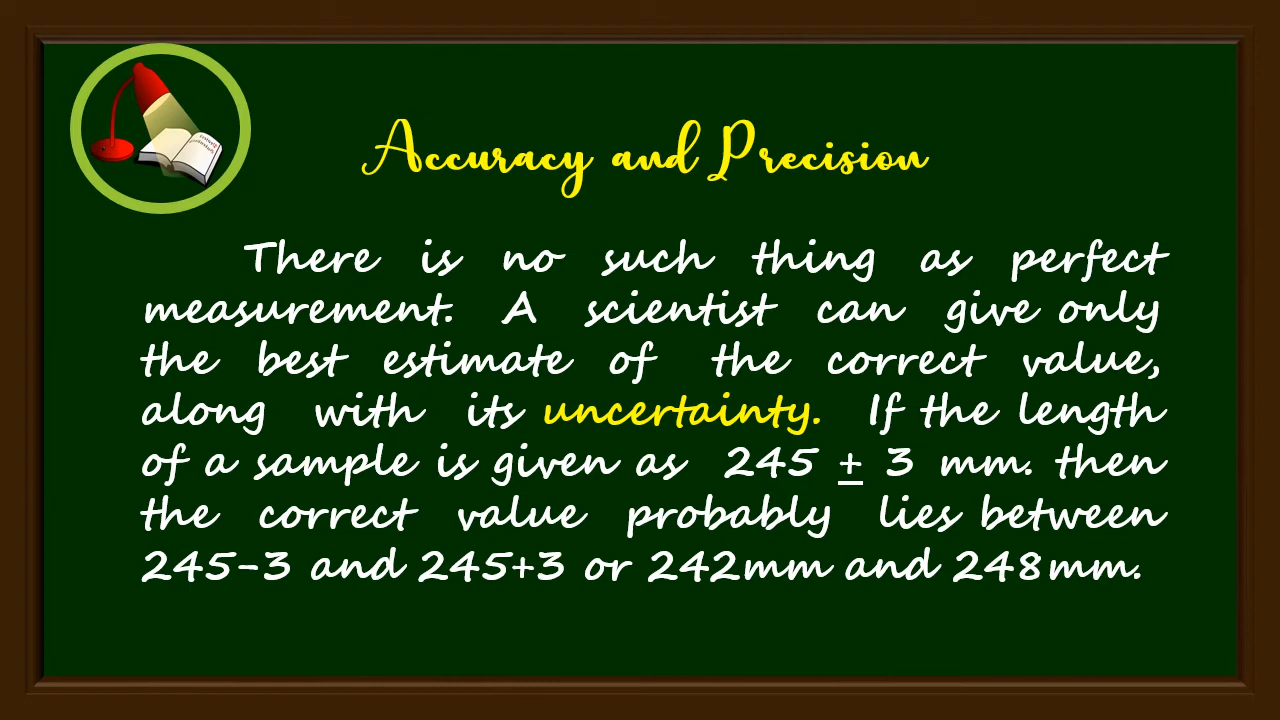 Accuracy and Precision
There is no such thing as perfect
measurement. A scientist can give only
the best estimate of the correct value,
along with its uncertainty. If the length
of a sample is given as 245 ± 3 mm. then
the correct value probably lies between
245-3 and 245+3 or 242mm and 248mm.